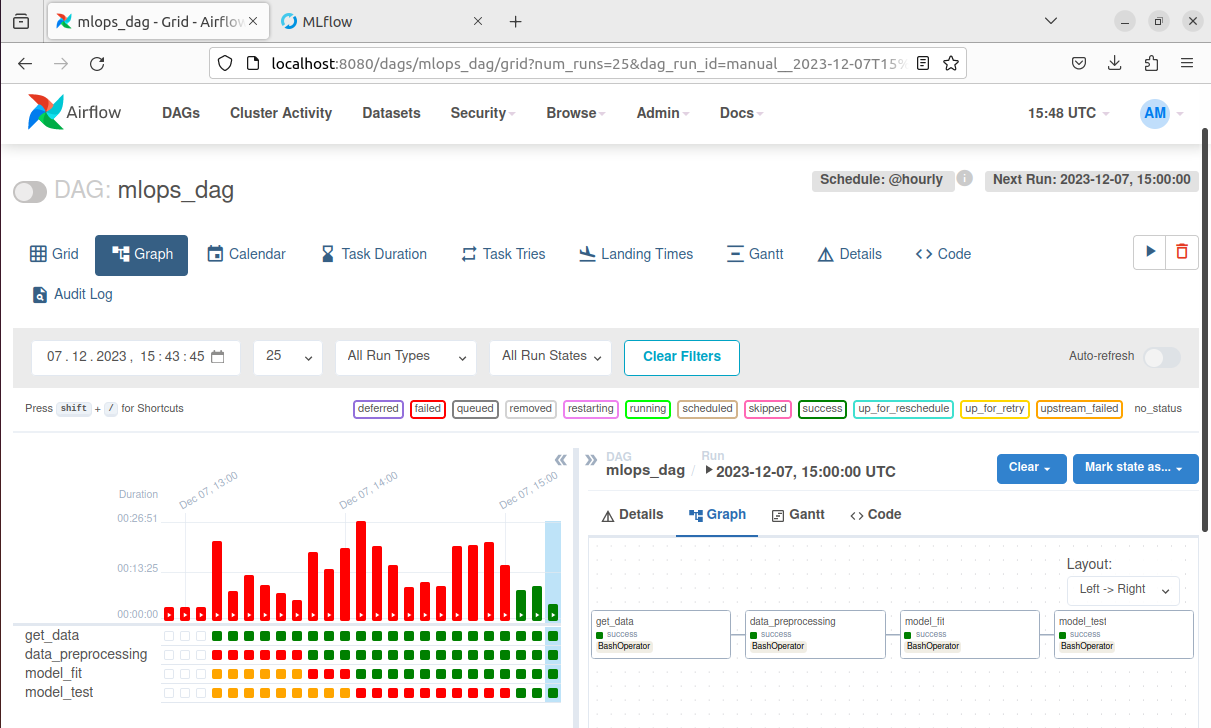 mlops_dag - Grid - Airflow
MLflow
localhost:8080/dags/mlops_dag/grid?num_runs=25&dag_run_id=manual__2023-12-07T15%
Airflow
DAGs
Cluster Activity
Datasets
Security
Browse
Admin
Docs
15:48 UTC
AM
DAG: mlops_dag
Schedule: @hourly
Next Run: 2023-12-07, 15:00:00
Grid
Graph
Calendar
Task Duration
Task Tries
Landing Times
Gantt
Details
Code
Audit Log
07 . 12 . 2023 , 15 : 43 : 45
25
All Run Types
All Run States
Clear Filters
Auto-refresh
Press shift + / for Shortcuts
deferred
failed
queued
removed
restarting
running
scheduled
skipped
success
up_for_reschedule
up_for_retry
upstream_failed
no_status
Duration
00:26:51
00:13:25
00:00:00
Dec 07, 13:00
Dec 07, 14:00
Dec 07, 15:00
get_data
data_preprocessing
model_fit
model_test
DAG
mlops_dag
/
Run
2023-12-07, 15:00:00 UTC
Clear
Mark state as...
Details
Graph
Gantt
Code
Layout:
Left -> Right
get_data
success
BashOperator
data_preprocessing
success
BashOperator
model_fit
success
BashOperator
model_test
success
BashOperator